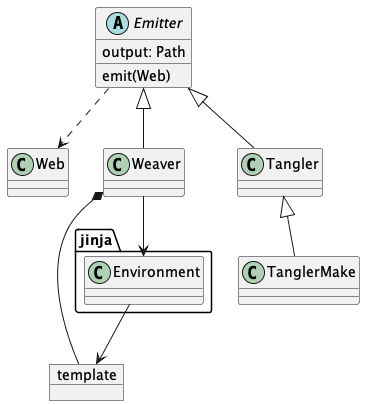 A Emitter
output: Path
emit(Web)
C Web
C Weaver
C Tangler
jinja
C Environment
C TanglerMake
template